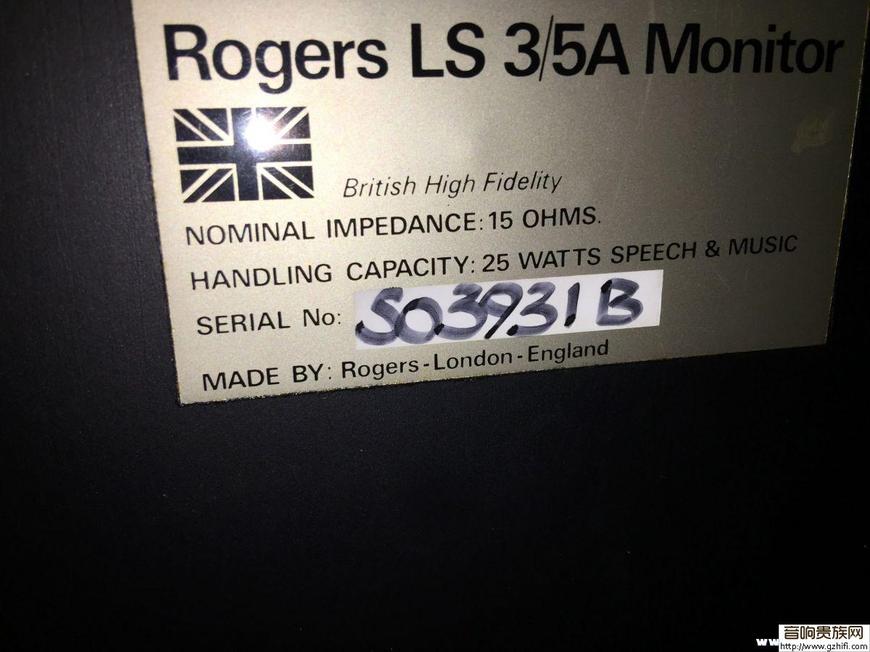 Rogers LS 3/5A Monitor
British High Fidelity
NOMINAL IMPEDANCE: 15 OHMS.
HANDLING CAPACITY: 25 WATTS SPEECH & MUSIC
SERIAL No: SO3931B
MADE BY: Rogers-London-England
音响贵族网
http://www.gzhifi.com/